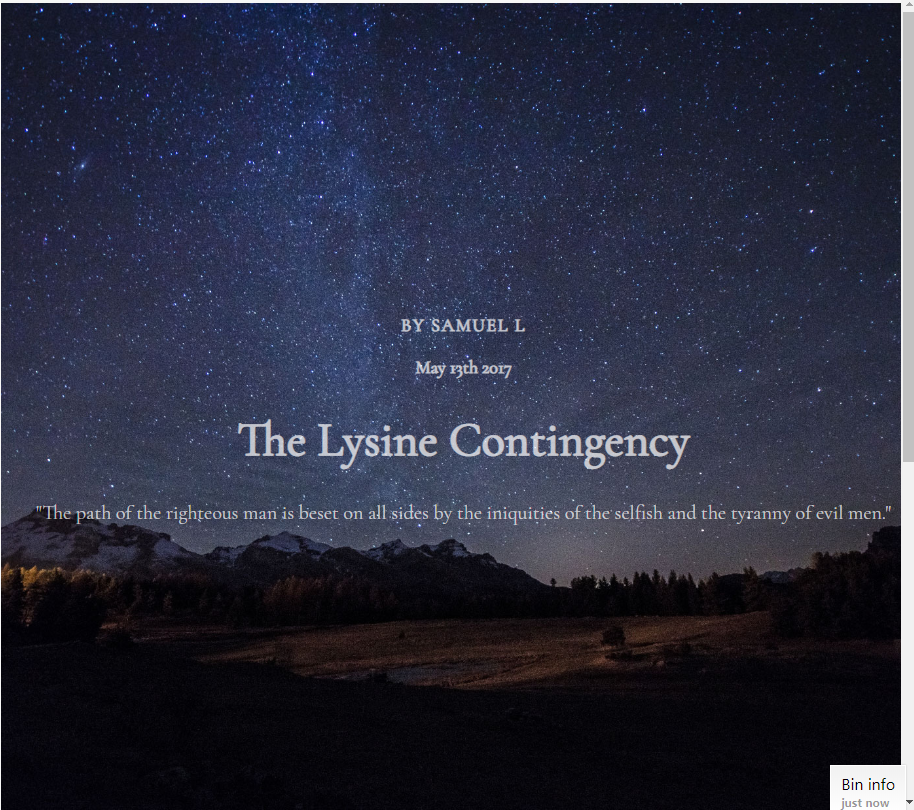 BY SAMUEL L
May 13th 2017
The Lysine Contingency
"The path of the righteous man is beset on all sides by the iniquities of the selfish and the tyranny of evil men."
Bin info
just now